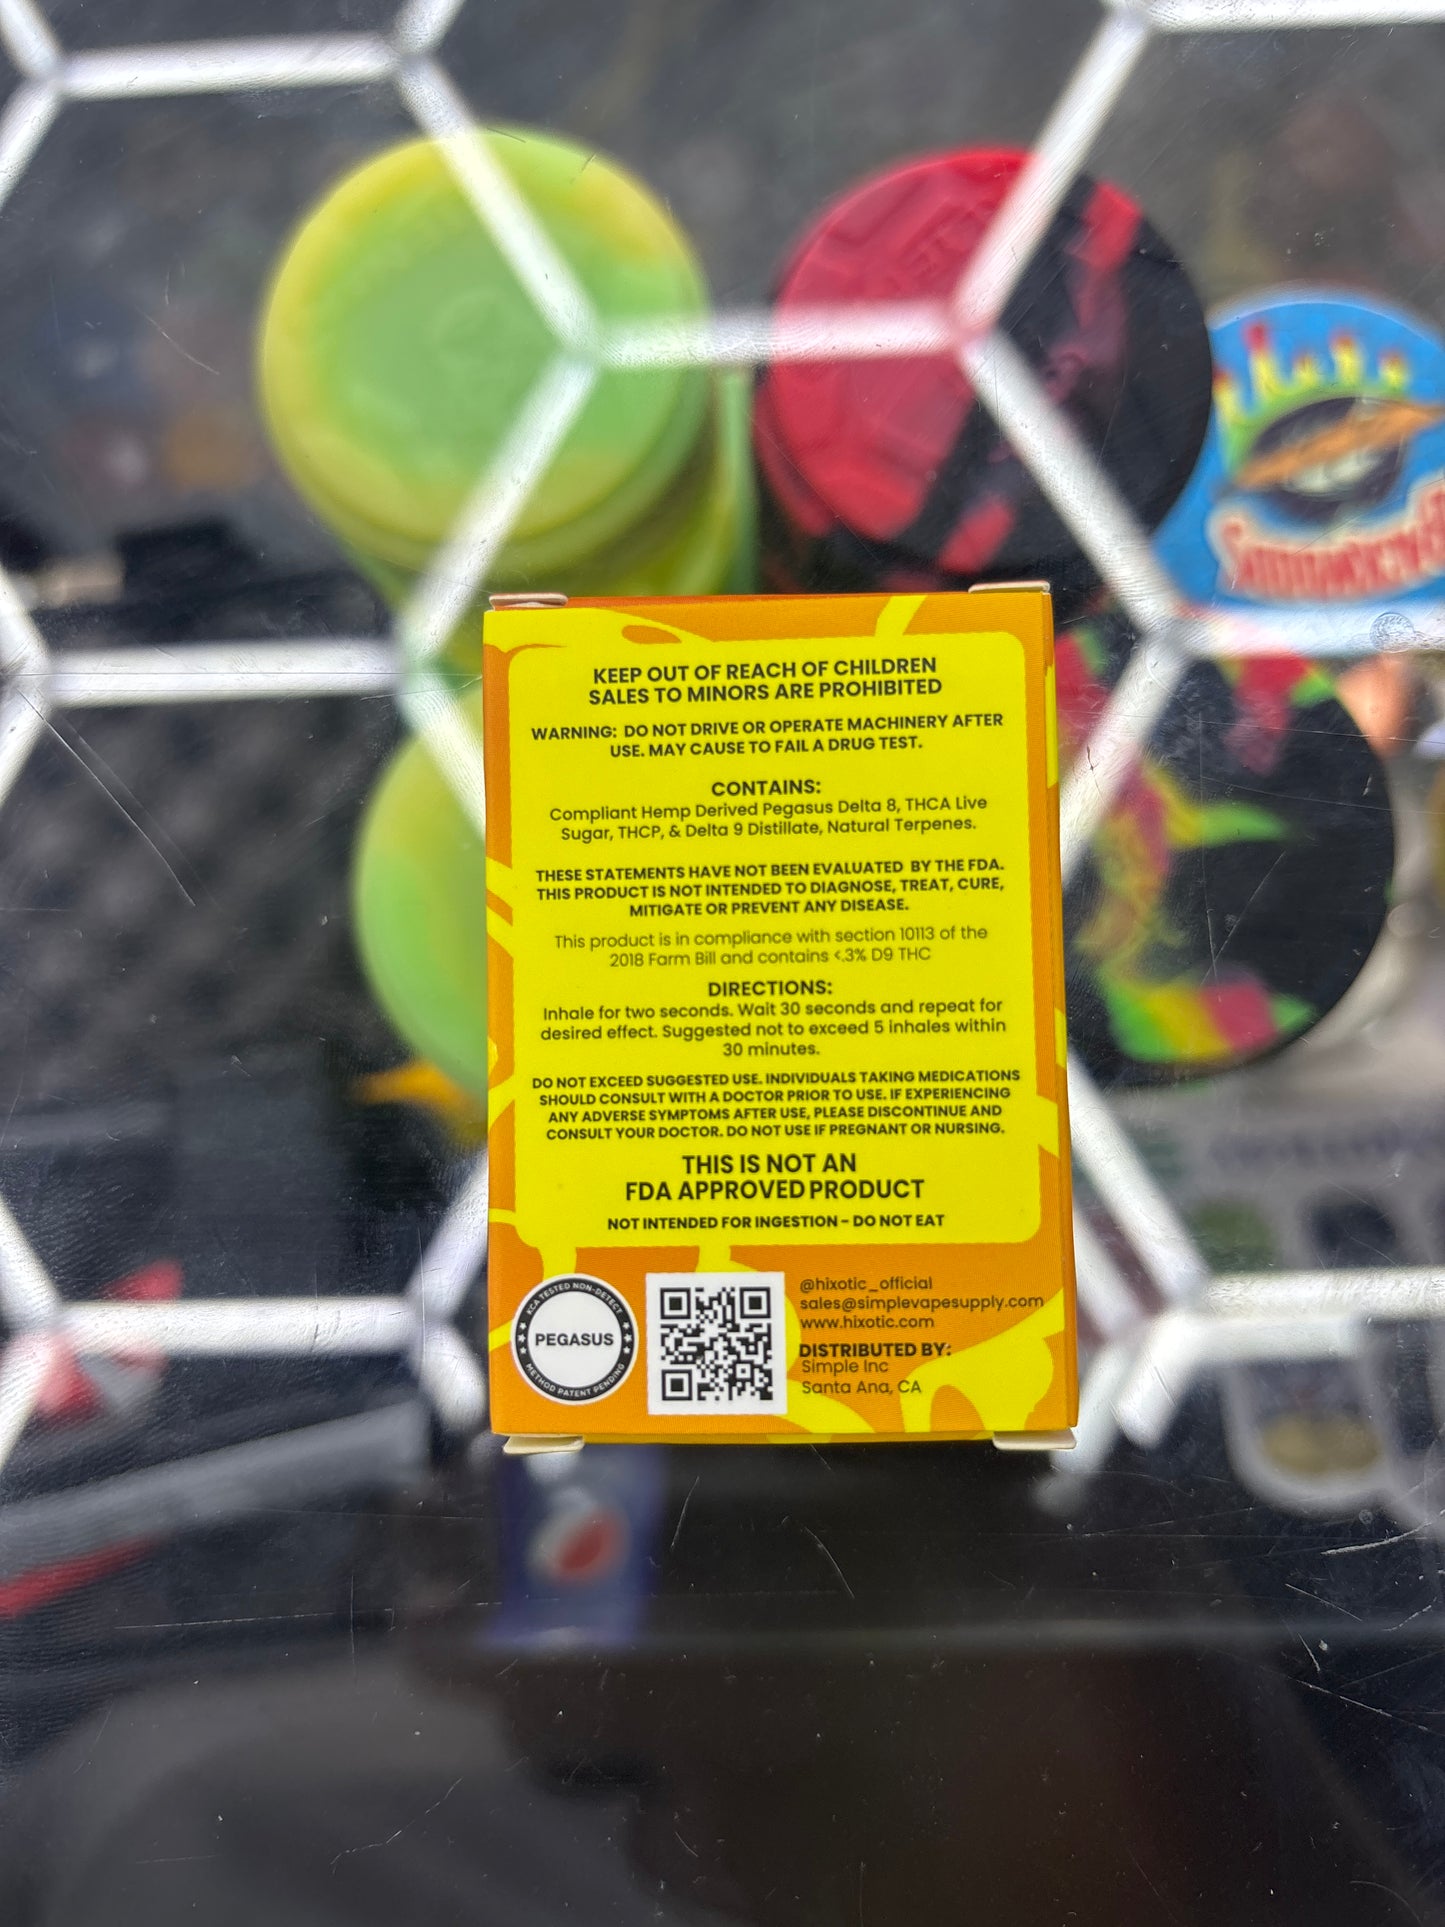 KEEP OUT OF REACH OF CHILDREN
SALES TO MINORS ARE PROHIBITED
WARNING: DO NOT DRIVE OR OPERATE MACHINERY AFTER
USE. MAY CAUSE TO FAIL A DRUG TEST.
CONTAINS:
Compliant Hemp Derived Pegasus Delta 8, THCA Live
Sugar, THCP, & Delta 9 Distillate, Natural Terpenes.
THESE STATEMENTS HAVE NOT BEEN EVALUATED BY THE FDA.
THIS PRODUCT IS NOT INTENDED TO DIAGNOSE, TREAT, CURE,
MITIGATE OR PREVENT ANY DISEASE.
This product is in compliance with section 10113 of the
2018 Farm Bill and contains <.3% D9 THC
DIRECTIONS:
Inhale for two seconds. Wait 30 seconds and repeat for
desired effect. Suggested not to exceed 5 inhales within
30 minutes.
DO NOT EXCEED SUGGESTED USE. INDIVIDUALS TAKING MEDICATIONS
SHOULD CONSULT WITH A DOCTOR PRIOR TO USE. IF EXPERIENCING
ANY ADVERSE SYMPTOMS AFTER USE, PLEASE DISCONTINUE AND
CONSULT YOUR DOCTOR. DO NOT USE IF PREGNANT OR NURSING.
THIS IS NOT AN
FDA APPROVED PRODUCT
NOT INTENDED FOR INGESTION - DO NOT EAT
KCA TESTED NON-DETECT
PEGASUS
METHOD PATENT PENDING
@hixotic_official
sales@simplevapesupply.com
www.hixotic.com
DISTRIBUTED BY:
Simple Inc
Santa Ana, CA